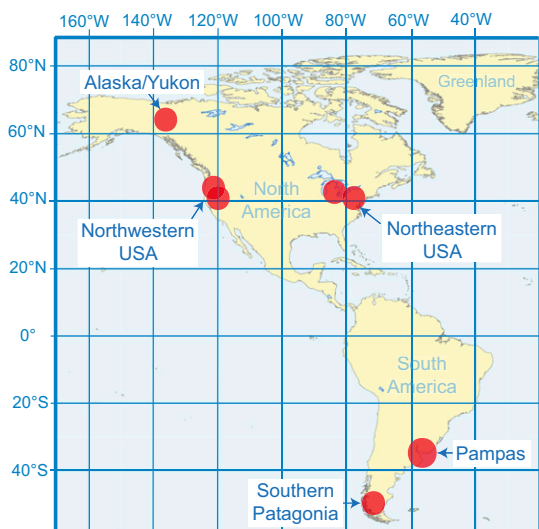 160°W 140°W 120°W 100°W 80°W 60°W 40°W
80°N
Alaska/Yukon
Greenland
60°N
North
America
40°N
Northwestern
USA
Northeastern
USA
20°N
0°
South
America
20°S
40°S
Pampas
Southern
Patagonia